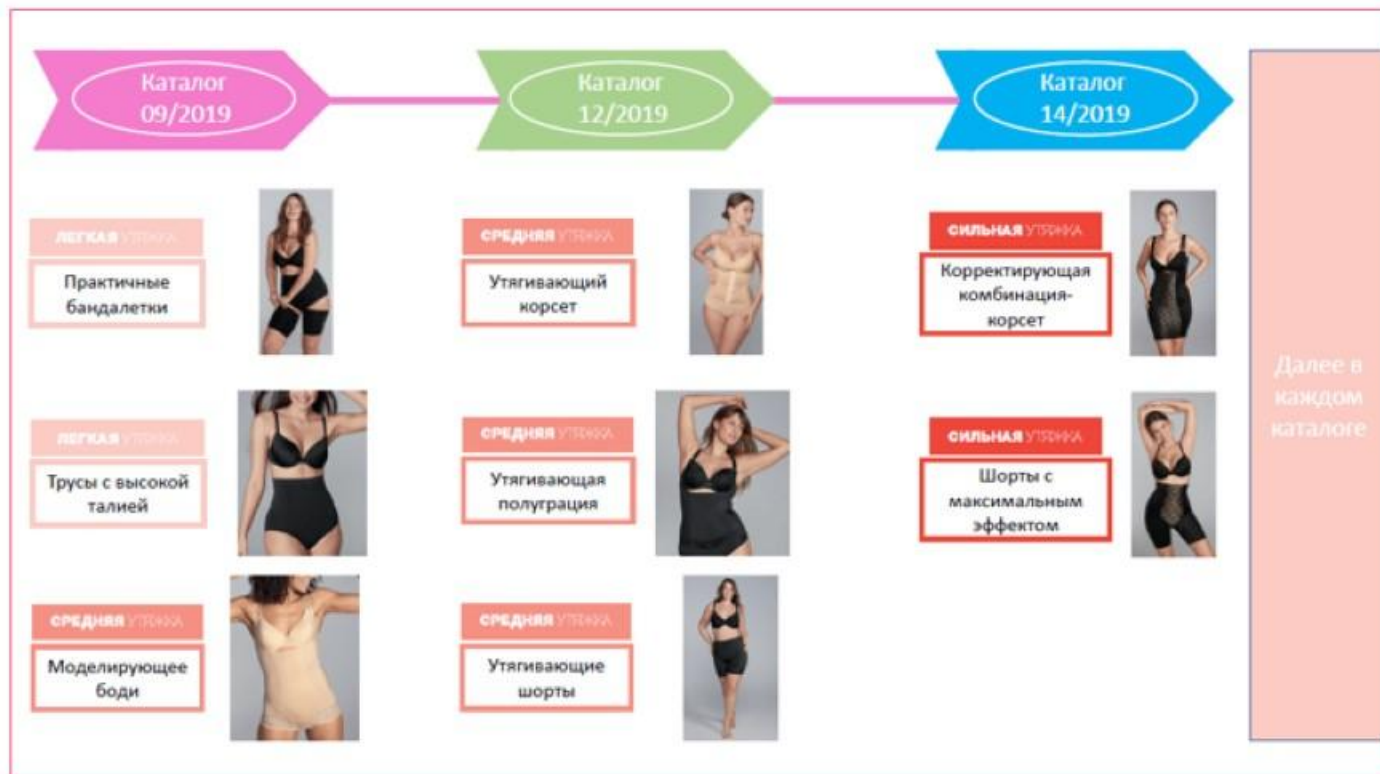 Каталог
09/2019
Каталог
12/2019
Каталог
14/2019
ЛЕГКАЯ УТЯЖКА
Практичные
бандалетки
СРЕДНЯЯ УТЯЖКА
Утягивающий
корсет
СИЛЬНАЯ УТЯЖКА
Корректирующая
комбинация-
корсет
ЛЕГКАЯ УТЯЖКА
Трусы с высокой
талией
СРЕДНЯЯ УТЯЖКА
Утягивающая
полуграция
СИЛЬНАЯ УТЯЖКА
Шорты с
максимальным
эффектом
СРЕДНЯЯ УТЯЖКА
Моделирующее
боди
СРЕДНЯЯ УТЯЖКА
Утягивающие
шорты
Далее в
каждом
каталоге